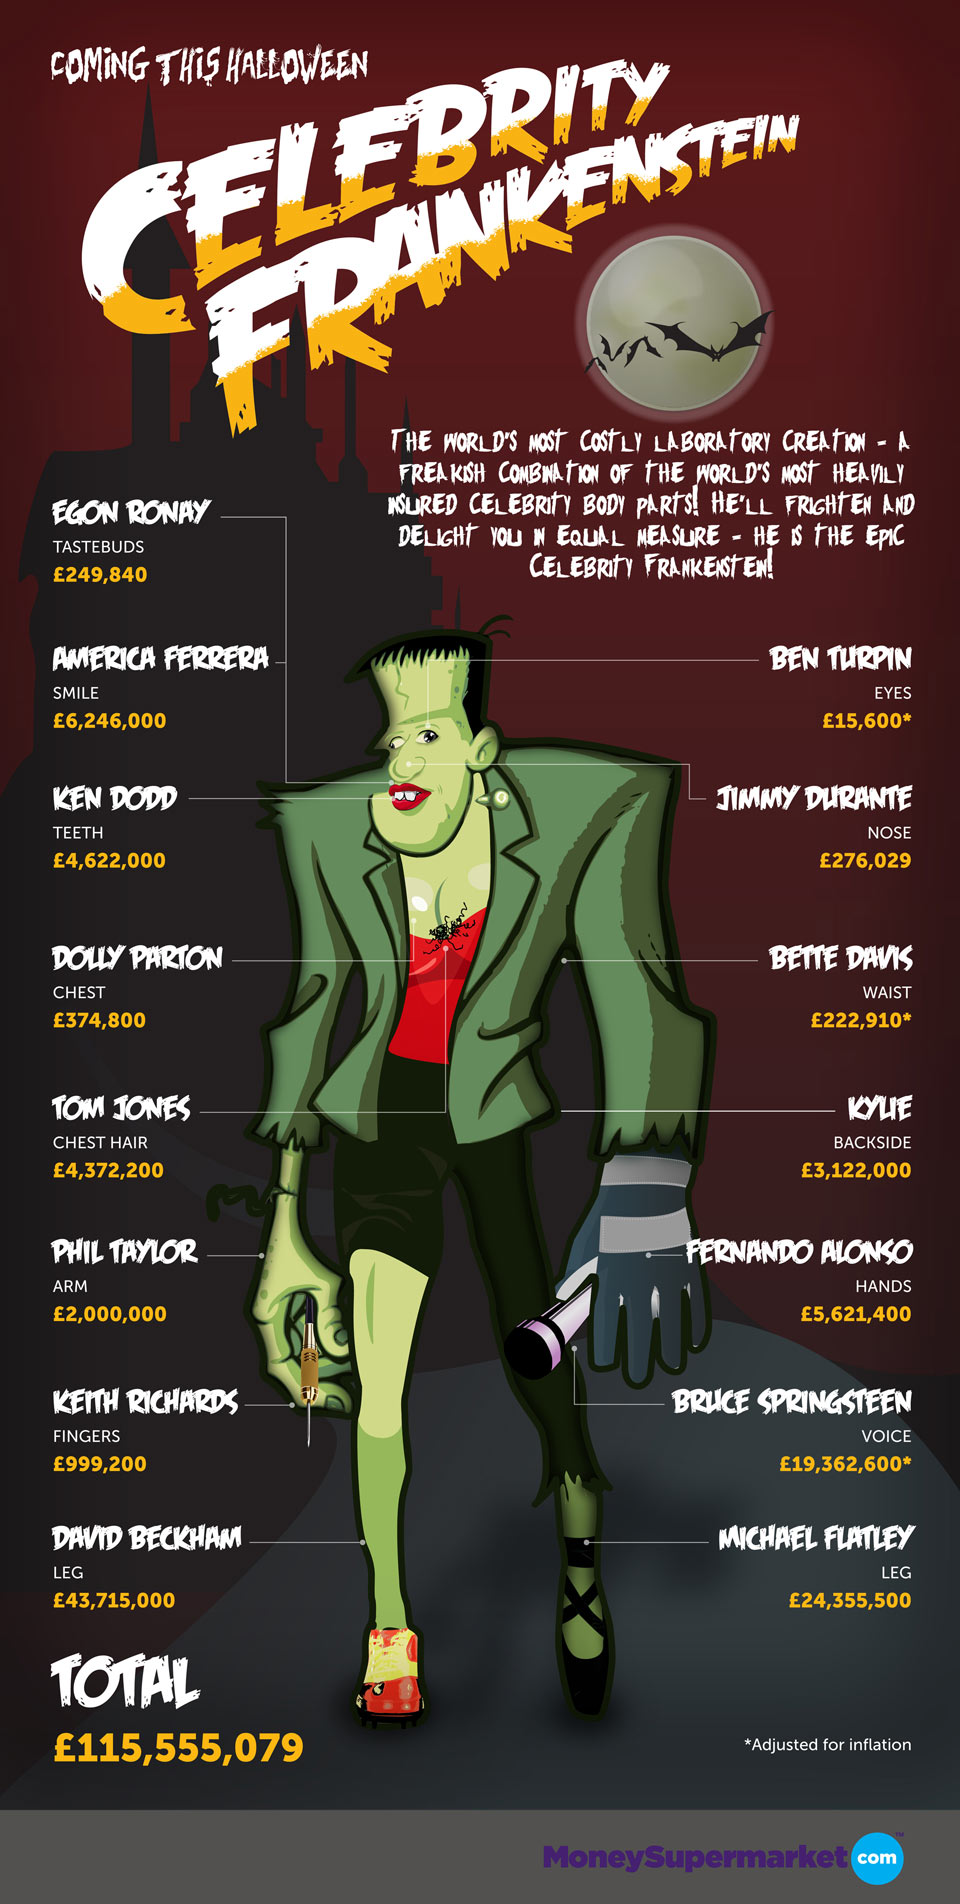 COMING THIS HALLOWEEN
CELEBRITY
FRANKENSTEIN
THE WORLD'S MOST COSTLY LABORATORY CREATION - A
FREAKISH COMBINATION OF THE WORLD'S MOST HEAVILY
INSURED CELEBRITY BODY PARTS! HE'LL FRIGHTEN AND
DELIGHT YOU IN EQUAL MEASURE - HE IS THE EPIC
CELEBRITY FRANKENSTEIN!
EGON RONAY
TASTEBUDS
£249,840
AMERICA FERRERA
SMILE
£6,246,000
KEN DODD
TEETH
£4,622,000
DOLLY PARTON
CHEST
£374,800
TOM JONES
CHEST HAIR
£4,372,200
PHIL TAYLOR
ARM
£2,000,000
KEITH RICHARDS
FINGERS
£999,200
DAVID BECKHAM
LEG
£43,715,000
BEN TURPIN
EYES
£15,600*
JIMMY DURANTE
NOSE
£276,029
BETTE DAVIS
WAIST
£222,910*
KYLIE
BACKSIDE
£3,122,000
FERNANDO ALONSO
HANDS
£5,621,400
BRUCE SPRINGSTEEN
VOICE
£19,362,600*
MICHAEL FLATLEY
LEG
£24,355,500
TOTAL
£115,555,079
*Adjusted for inflation
MoneySupermarket com™